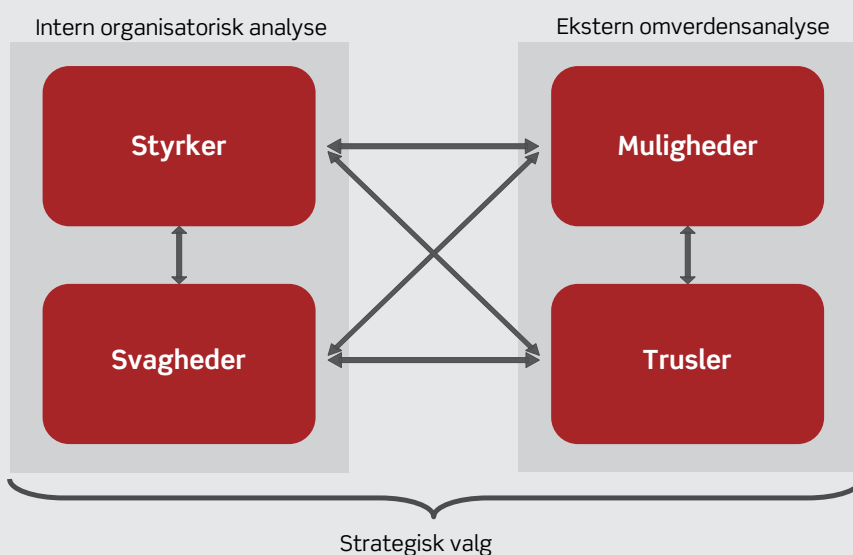 Intern organisatorisk analyse
Ekstern omverdensanalyse
Styrker
Muligheder
Svagheder
Trusler
Strategisk valg